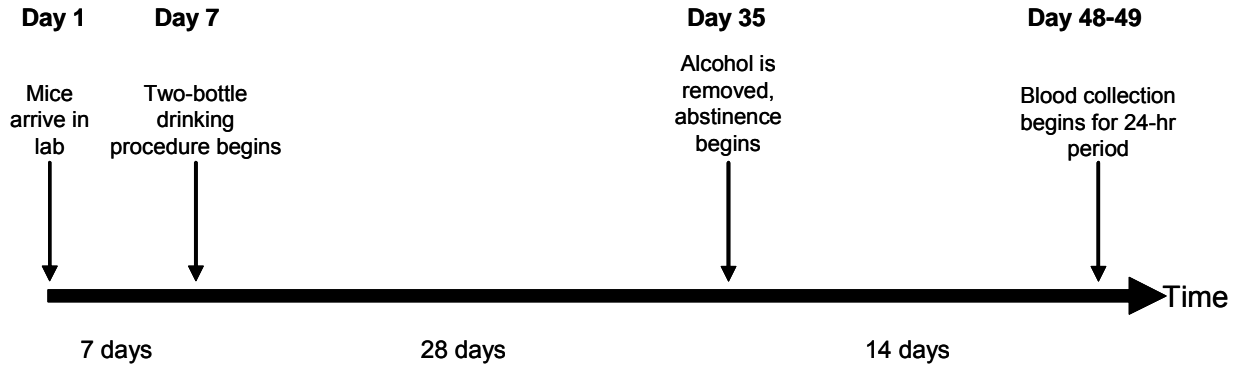 Day 1
Day 7
Day 35
Day 48-49
Mice
arrive in
lab
Two-bottle
drinking
procedure begins
Alcohol is
removed,
abstinence
begins
Blood collection
begins for 24-hr
period
Time
7 days
28 days
14 days